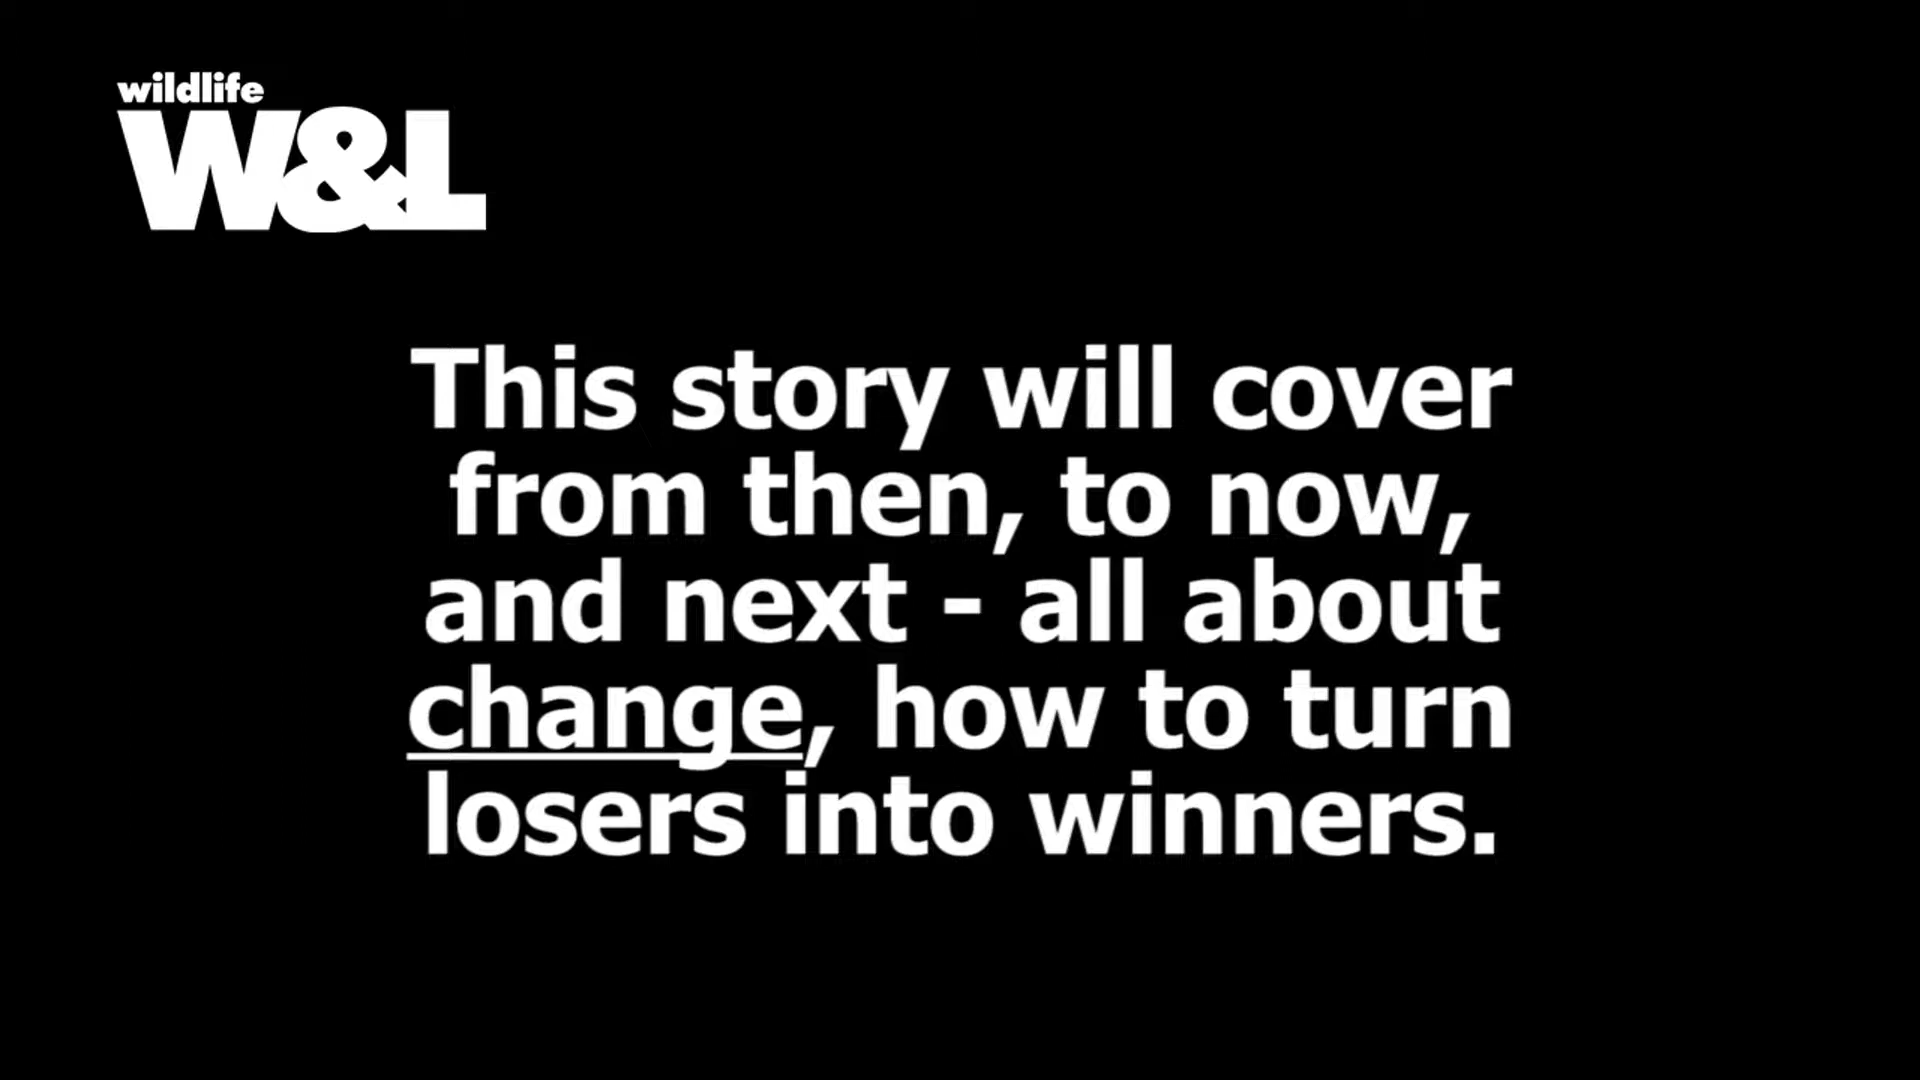 wildlife
W&L
This story will cover
from then, to now,
and next - all about
change, how to turn
losers into winners.